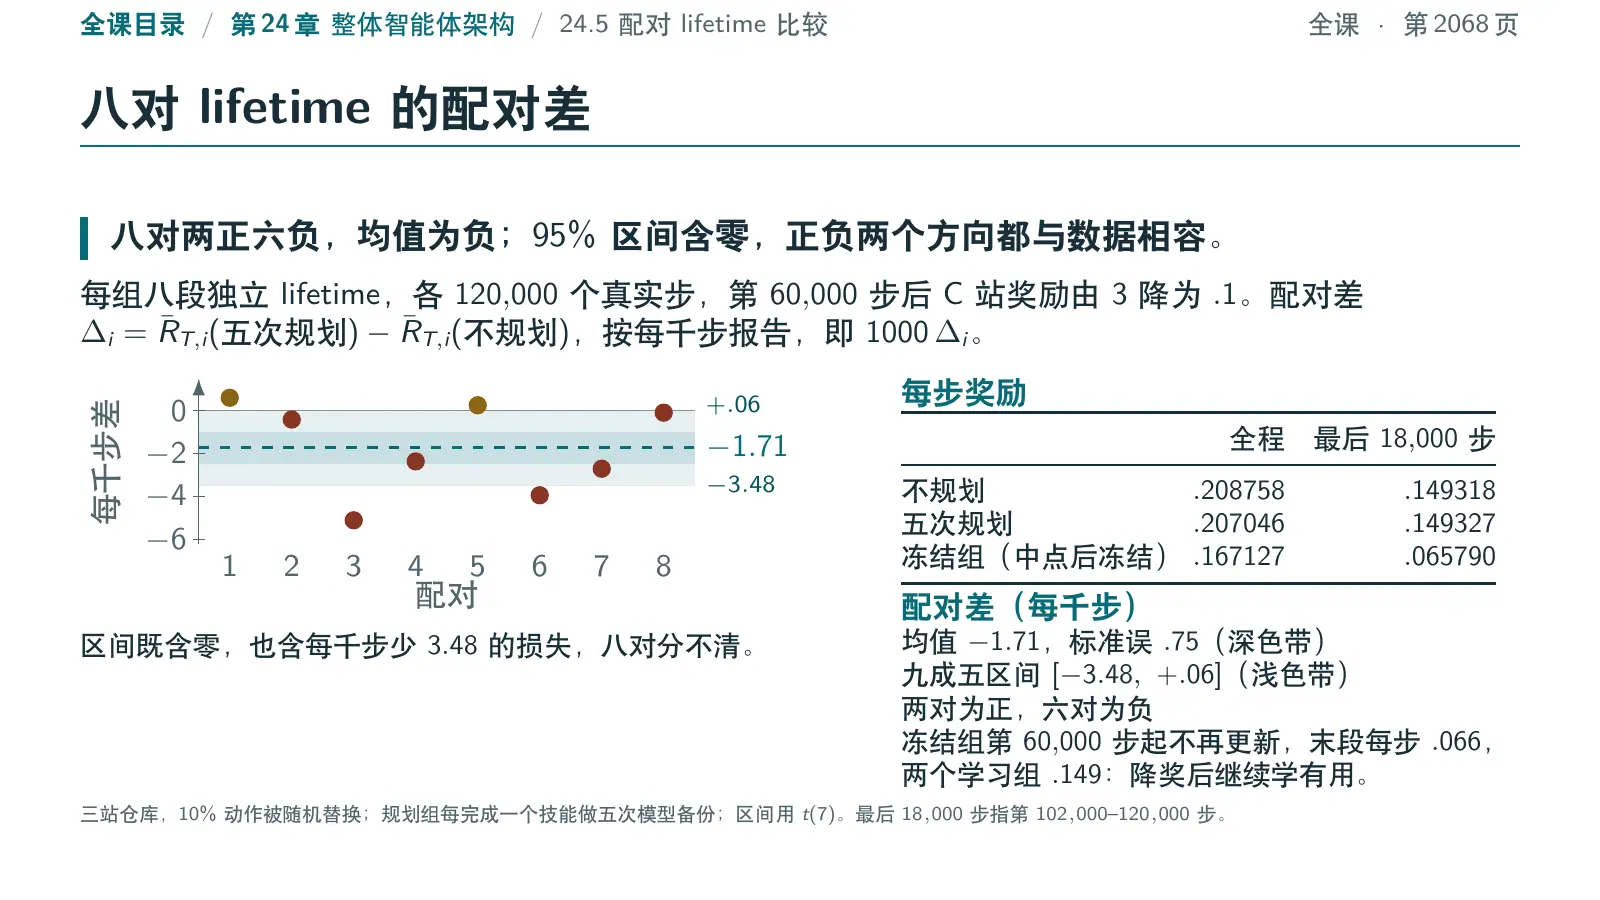 全课目录 / 第 24 章 整体智能体架构 / 24.5 配对 lifetime 比较
全课 · 第 2068 页
八对 lifetime 的配对差
八对两正六负，均值为负；95% 区间含零，正负两个方向都与数据相容。
每组八段独立 lifetime，各 120,000 个真实步，第 60,000 步后 C 站奖励由 3 降为 .1。配对差
Δᵢ = R̄_{T,i}(五次规划) − R̄_{T,i}(不规划)，按每千步报告，即 1000 Δᵢ。
每千步差
0
−2
−4
−6
+.06
−1.71
−3.48
1 2 3 4 5 6 7 8
配对
区间既含零，也含每千步少 3.48 的损失，八对分不清。
每步奖励
全程 最后 18,000 步
不规划 .208758 .149318
五次规划 .207046 .149327
冻结组（中点后冻结） .167127 .065790
配对差（每千步）
均值 −1.71，标准误 .75（深色带）
九成五区间 [−3.48, +.06]（浅色带）
两对为正，六对为负
冻结组第 60,000 步起不再更新，末段每步 .066，
两个学习组 .149：降奖后继续学有用。
三站仓库，10% 动作被随机替换；规划组每完成一个技能做五次模型备份；区间用 t(7)。最后 18,000 步指第 102,000–120,000 步。